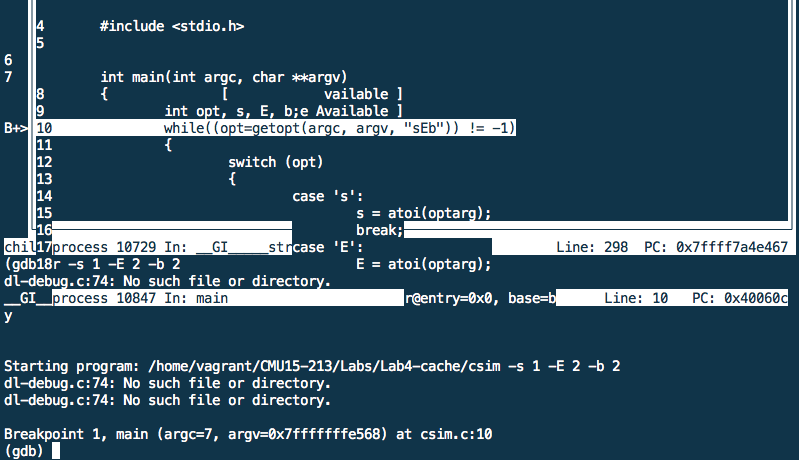 4 #include <stdio.h>
5
6
7 int main(int argc, char **argv)
8 { [ vailable ]
9 int opt, s, E, b;e Available ]
B+> 10 while((opt=getopt(argc, argv, "sEb")) != -1)
11 {
12 switch (opt)
13 {
14 case 's':
15 s = atoi(optarg);
16 break;
chil17process 10729 In: __GI_____strcase 'E': Line: 298 PC: 0x7ffff7a4e467
(gdb18r -s 1 -E 2 -b 2 E = atoi(optarg);
dl-debug.c:74: No such file or directory.
__GI__process 10847 In: main r@entry=0x0, base=b Line: 10 PC: 0x40060c
y
Starting program: /home/vagrant/CMU15-213/Labs/Lab4-cache/csim -s 1 -E 2 -b 2
dl-debug.c:74: No such file or directory.
dl-debug.c:74: No such file or directory.
Breakpoint 1, main (argc=7, argv=0x7fffffffe568) at csim.c:10
(gdb)